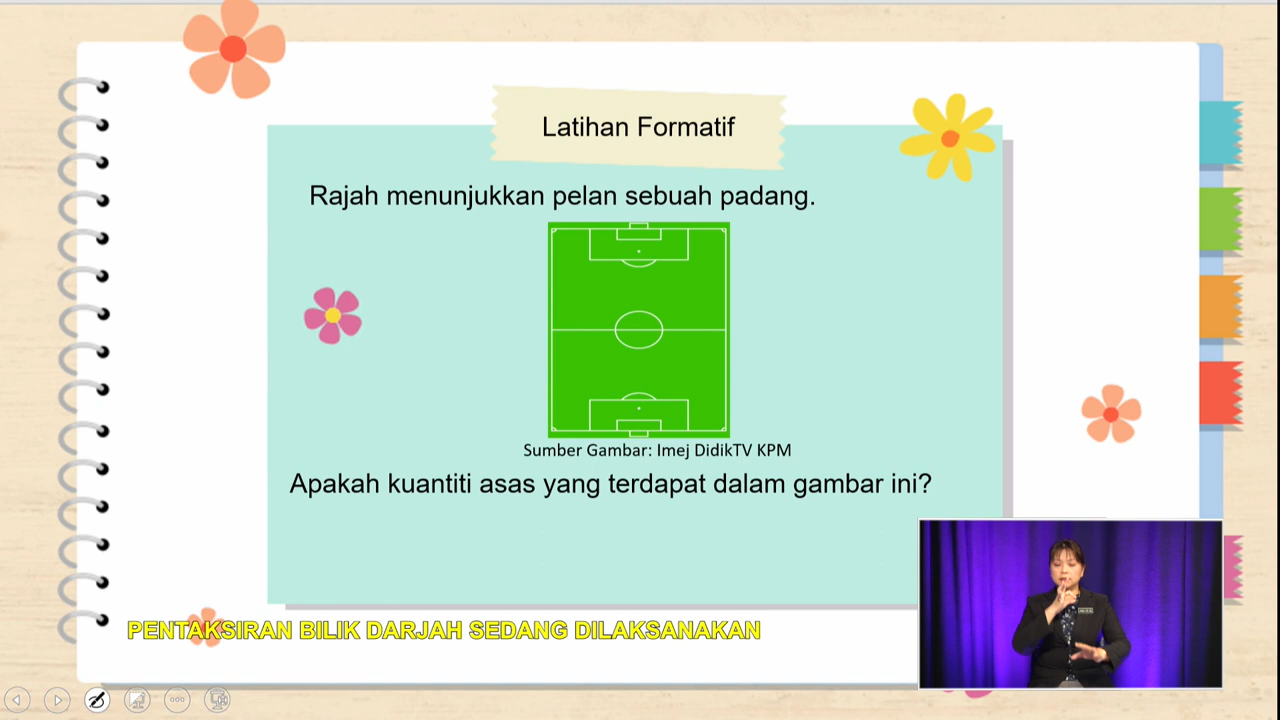 Latihan Formatif
Rajah menunjukkan pelan sebuah padang.
Sumber Gambar: Imej DidikTV KPM
Apakah kuantiti asas yang terdapat dalam gambar ini?
PENTAKSIRAN BILIK DARJAH SEDANG DILAKSANAKAN